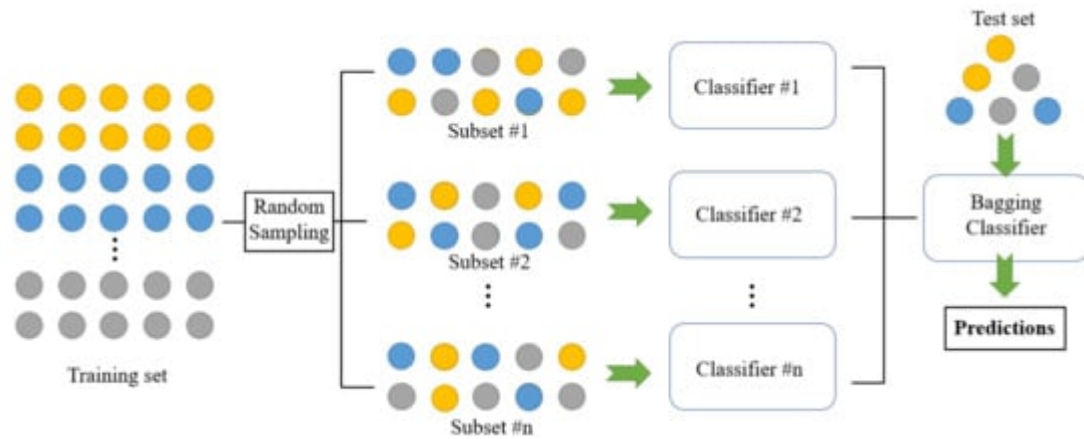 Test set
Classifier #1
Subset #1
Random
Sampling
Classifier #2
Bagging
Classifier
Subset #2
Predictions
Training set
Classifier #n
Subset #n